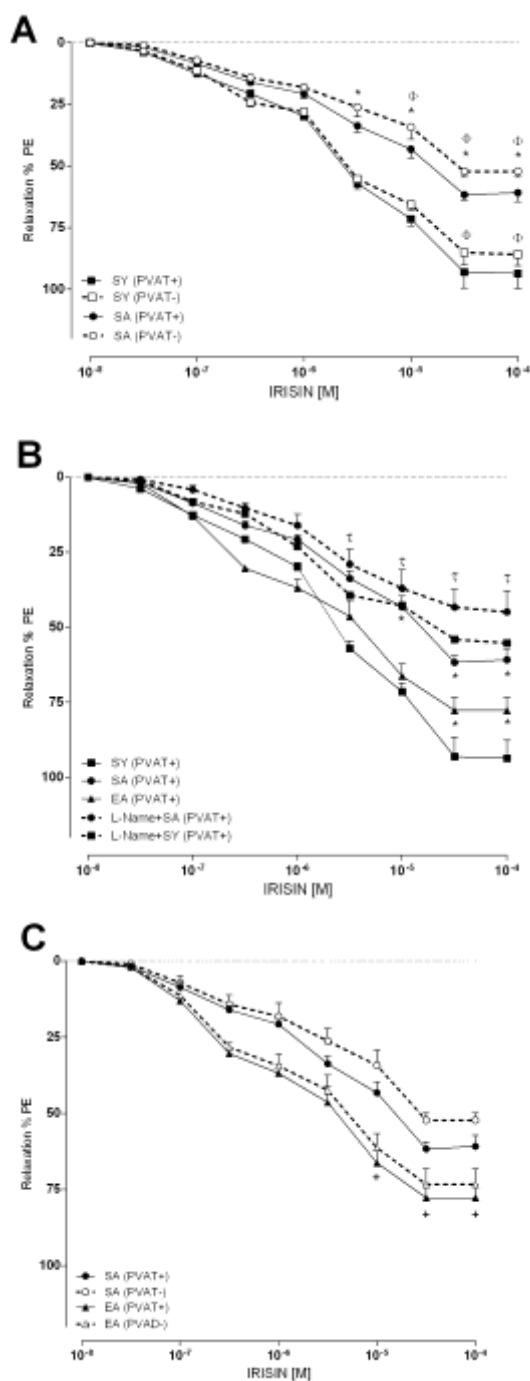 A
0
25
50
75
100
Relaxation % PE
* Φ * Φ * Φ *
Φ Φ
SY (PVAT+)
SY (PVAT-)
SA (PVAT+)
SA (PVAT-)
10-8 10-7 10-6 10-5 10-4
IRISIN [M]
B
0
25
50
75
100
Relaxation % PE
τ τ τ τ
* * *
* *
SY (PVAT+)
SA (PVAT+)
EA (PVAT+)
L-Name+SA (PVAT+)
L-Name+SY (PVAT+)
10-8 10-7 10-6 10-5 10-4
IRISIN [M]
C
0
25
50
75
100
Relaxation % PE
+ + +
SA (PVAT+)
SA (PVAT-)
EA (PVAT+)
EA (PVAD-)
10-8 10-7 10-6 10-5 10-4
IRISIN [M]